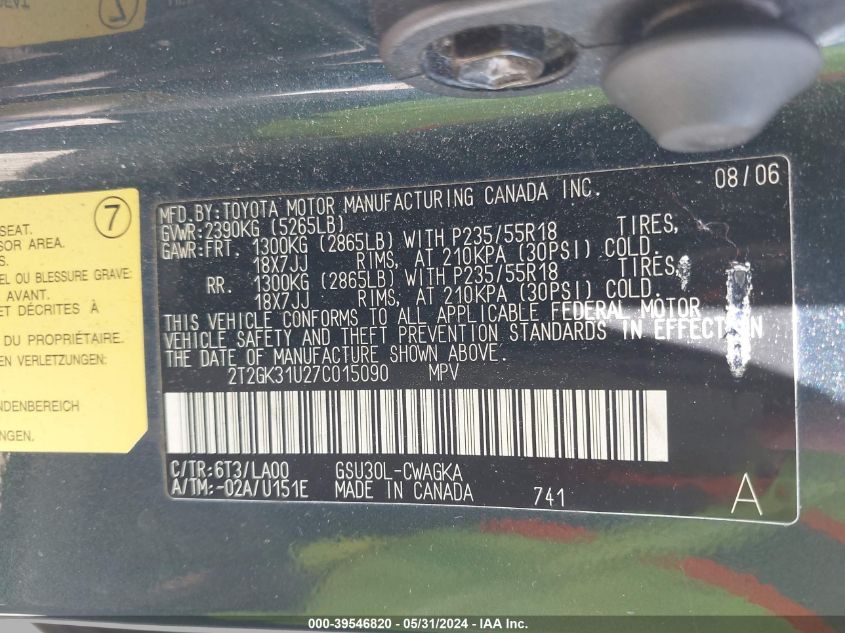 7
SEAT.
SOR AREA.
EL OU BLESSURE GRAVE:
AVANT.
ET DÉCRITES À
DU PROPRIÉTAIRE.
EN VERLETZUNGEN:
NDENBEREICH
UNGEN.
MFD.BY:TOYOTA MOTOR MANUFACTURING CANADA INC. 08/06
GVWR:2390KG (5265LB)
GAWR:FRT. 1300KG (2865LB) WITH P235/55R18 TIRES,
18X7JJ RIMS, AT 210KPA (30PSI) COLD.
RR. 1300KG (2865LB) WITH P235/55R18 TIRES,
18X7JJ RIMS, AT 210KPA (30PSI) COLD.
THIS VEHICLE CONFORMS TO ALL APPLICABLE FEDERAL MOTOR
VEHICLE SAFETY AND THEFT PREVENTION STANDARDS IN EFFECT ON
THE DATE OF MANUFACTURE SHOWN ABOVE.
2T2GK31U27C015090 MPV
C/TR:6T3/LA00 GSU30L-CWAGKA
A/TM:-02A/U151E MADE IN CANADA 741 A
000-39546820 - 05/31/2024 - IAA Inc.